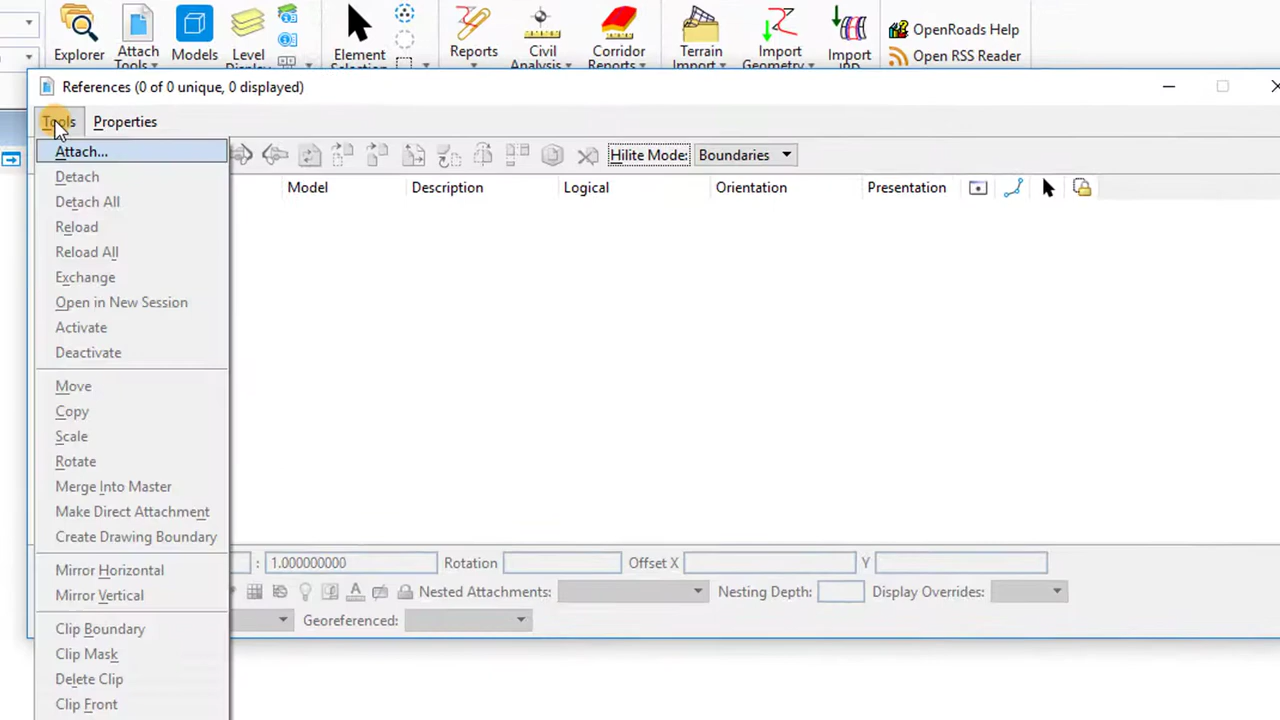 Explorer
Attach
Tools
Models
Level
Element
Selection
Reports
Civil
Analysis
Corridor
Reports
Terrain
Import
Import
Geometry
Import
OpenRoads Help
Open RSS Reader
References (0 of 0 unique, 0 displayed)
Tools Properties
Attach...
Hilite Mode: Boundaries
Detach
Model Description Logical Orientation Presentation
Detach All
Reload
Reload All
Exchange
Open in New Session
Activate
Deactivate
Move
Copy
Scale
Rotate
Merge Into Master
Make Direct Attachment
Create Drawing Boundary
: 1.000000000 Rotation Offset X Y
Mirror Horizontal
Mirror Vertical
Nested Attachments: Nesting Depth: Display Overrides:
Georeferenced:
Clip Boundary
Clip Mask
Delete Clip
Clip Front